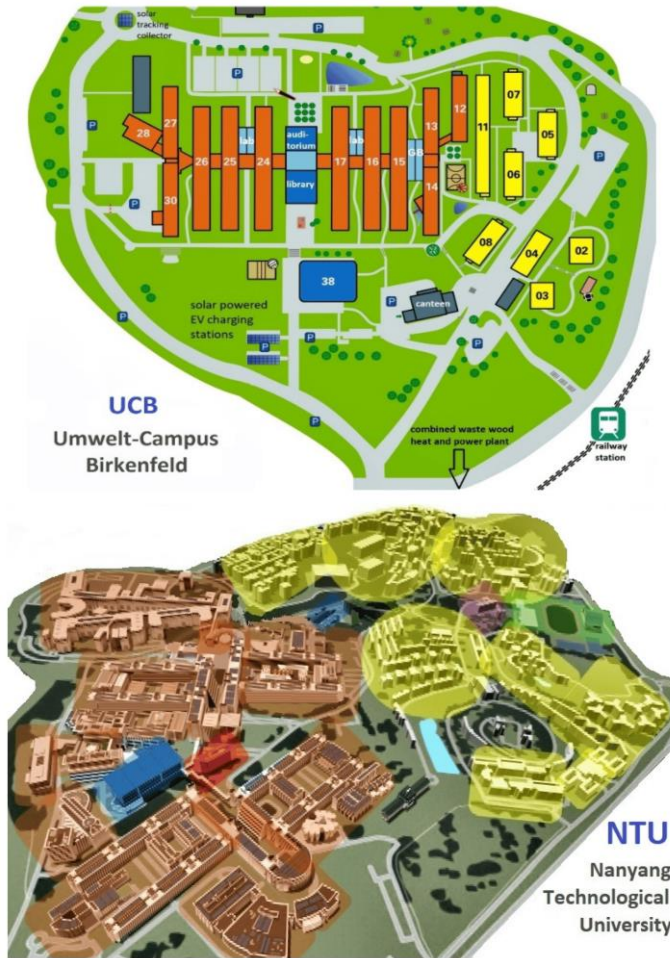 solar
tracking
collector
P
P
P
P
07
12
27
13
11
28
P
lab
audi-
torium
lab
05
P
26
25
24
17
16
15
GB
06
30
library
14
P
08
04
02
38
03
P
canteen
P
solar powered
EV charging
stations
P
P
P
P
UCB
Umwelt-Campus
Birkenfeld
P
combined waste wood
heat and power plant
railway
station
NTU
Nanyang
Technological
University